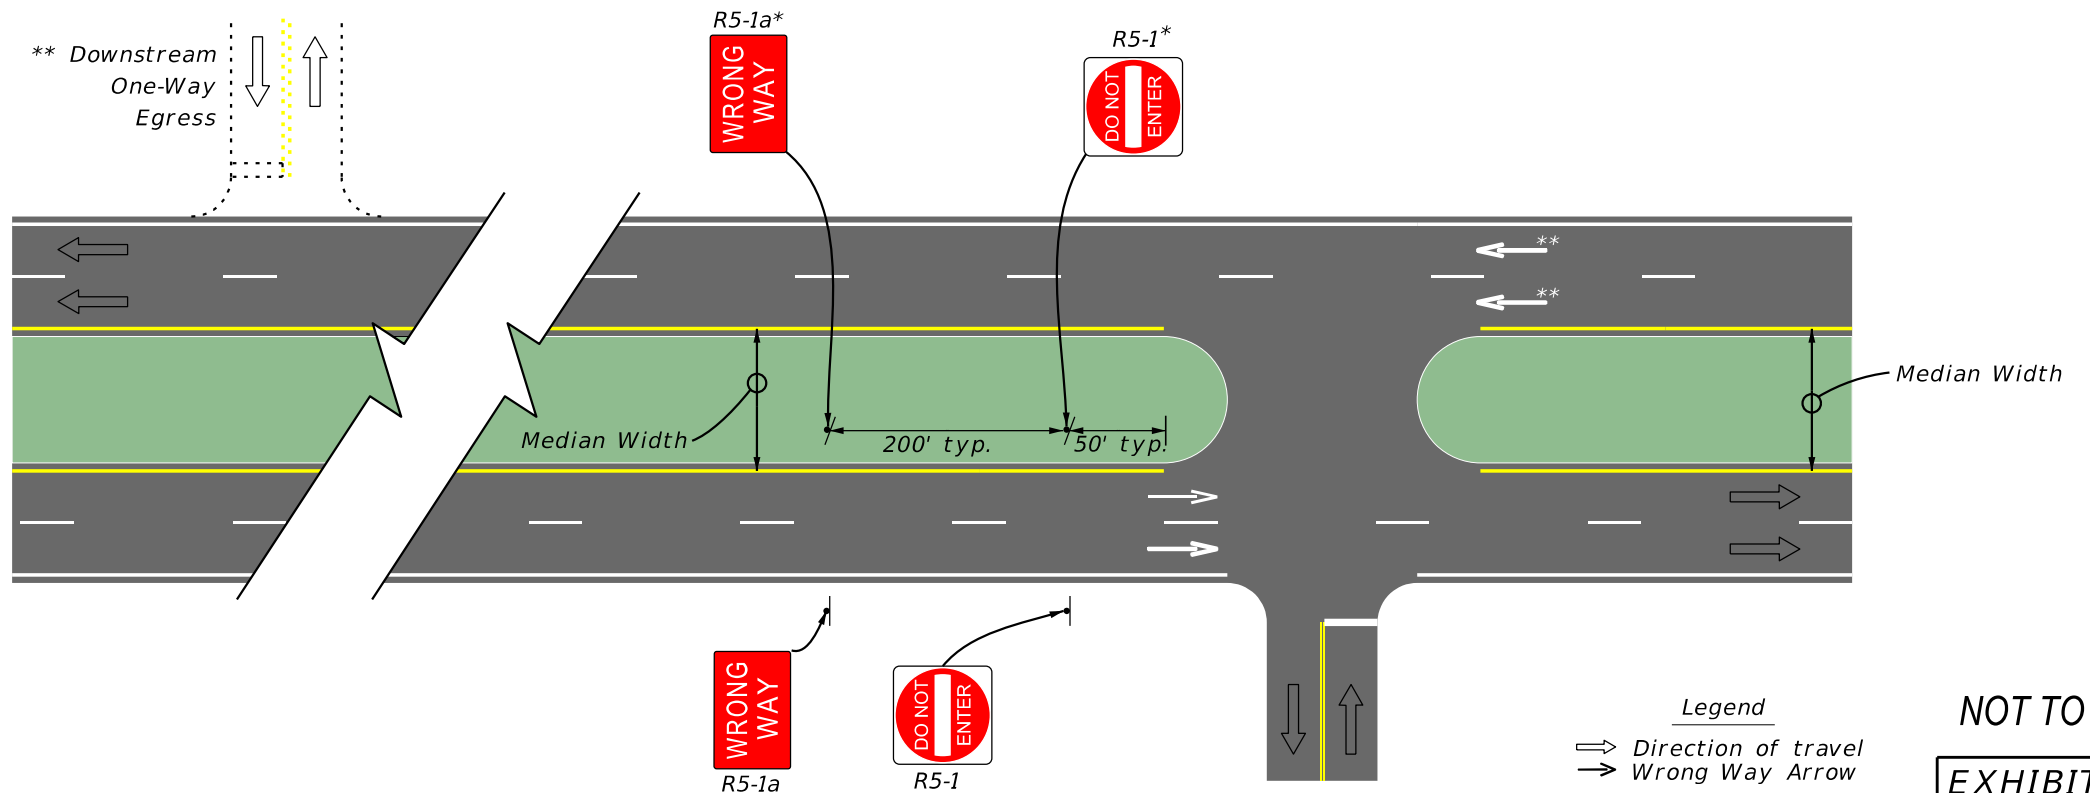 R5-1a*
R5-1*
** Downstream
One-Way
Egress
WRONG
WAY
DO NOT
ENTER
**
**
Median Width
Median Width
200' typ.
50' typ.
WRONG
WAY
R5-1a
DO NOT
ENTER
R5-1
Legend
Direction of travel
Wrong Way Arrow
NOT TO
EXHIBIT